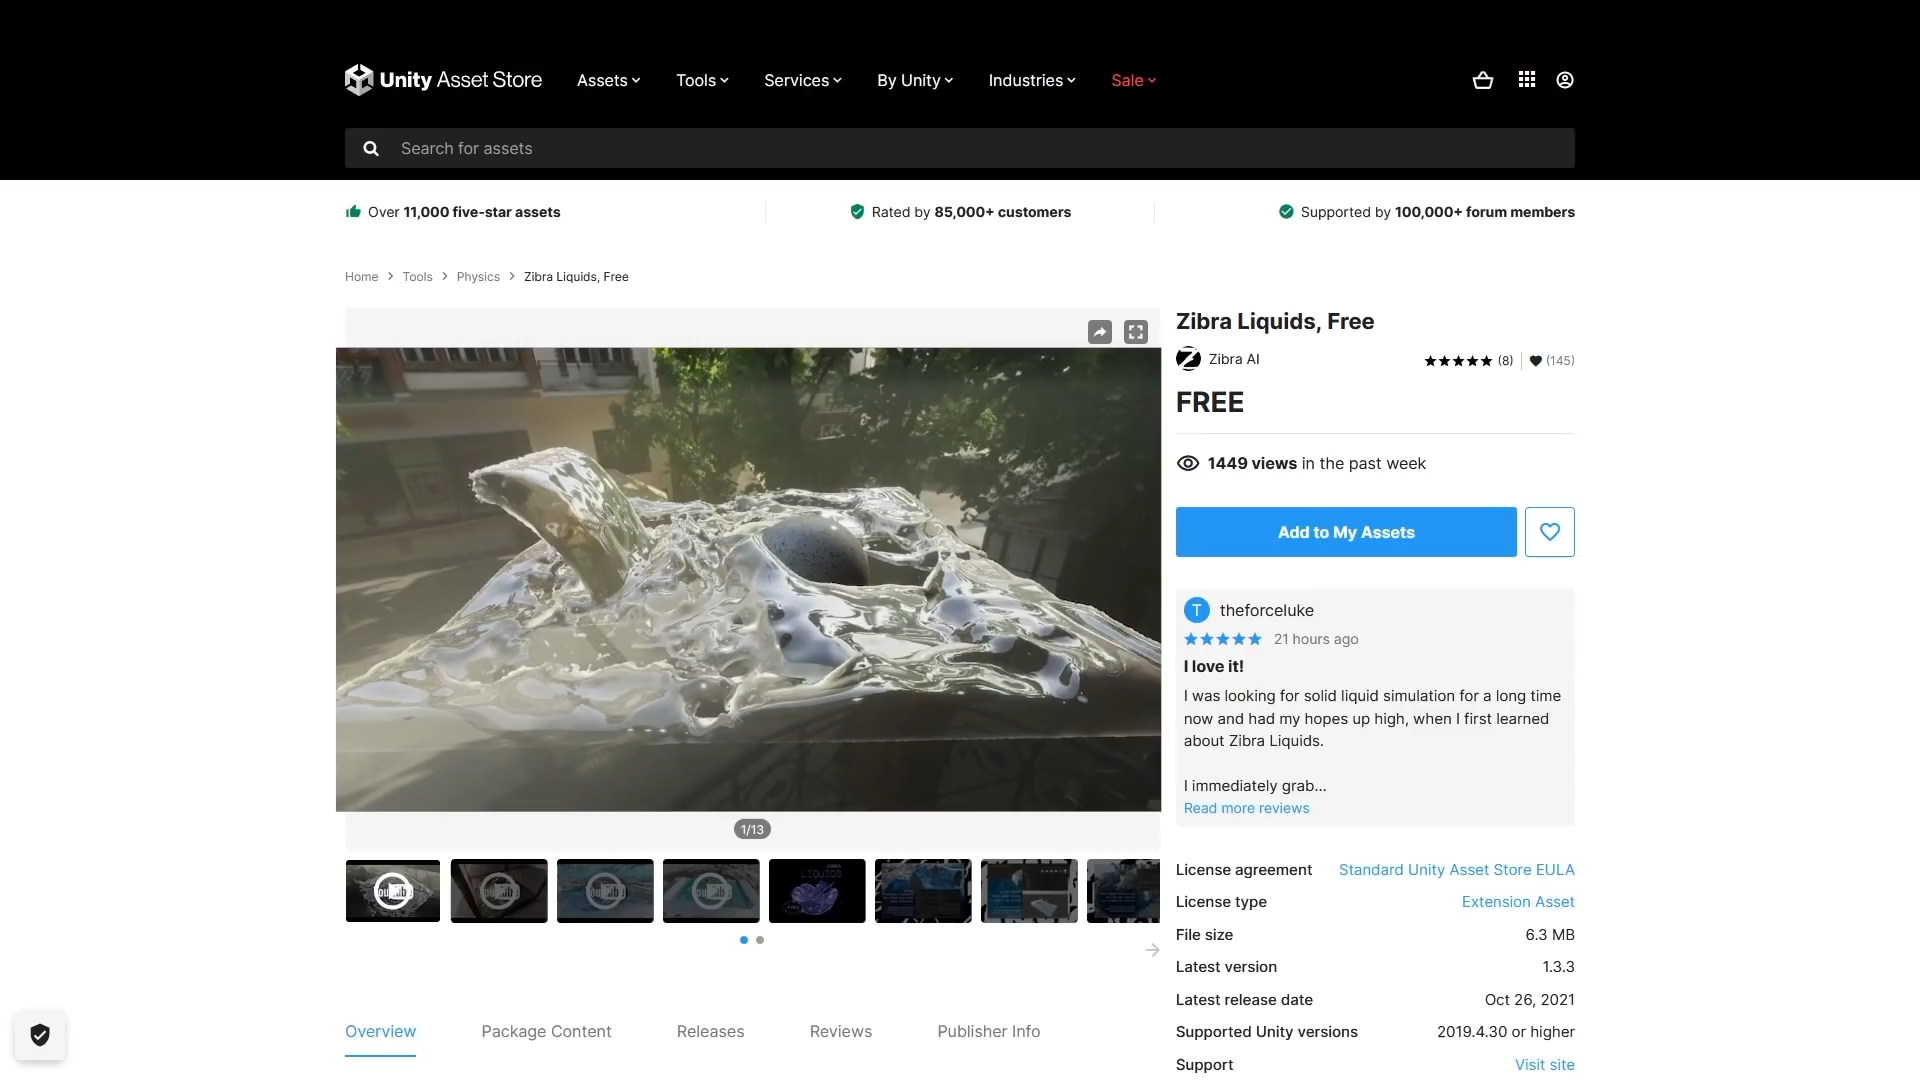 Unity Asset Store
Assets
Tools
Services
By Unity
Industries
Sale
Search for assets
Over 11,000 five-star assets
Rated by 85,000+ customers
Supported by 100,000+ forum members
Home
Tools
Physics
Zibra Liquids, Free
Zibra Liquids, Free
Zibra AI
(8)
(145)
FREE
1449 views in the past week
Add to My Assets
T
theforceluke
21 hours ago
I love it!
I was looking for solid liquid simulation for a long time
now and had my hopes up high, when I first learned
about Zibra Liquids.
I immediately grab...
Read more reviews
1/13
LIQUIDS
License agreement
Standard Unity Asset Store EULA
License type
Extension Asset
File size
6.3 MB
Latest version
1.3.3
Latest release date
Oct 26, 2021
Supported Unity versions
2019.4.30 or higher
Support
Visit site
Overview
Package Content
Releases
Reviews
Publisher Info